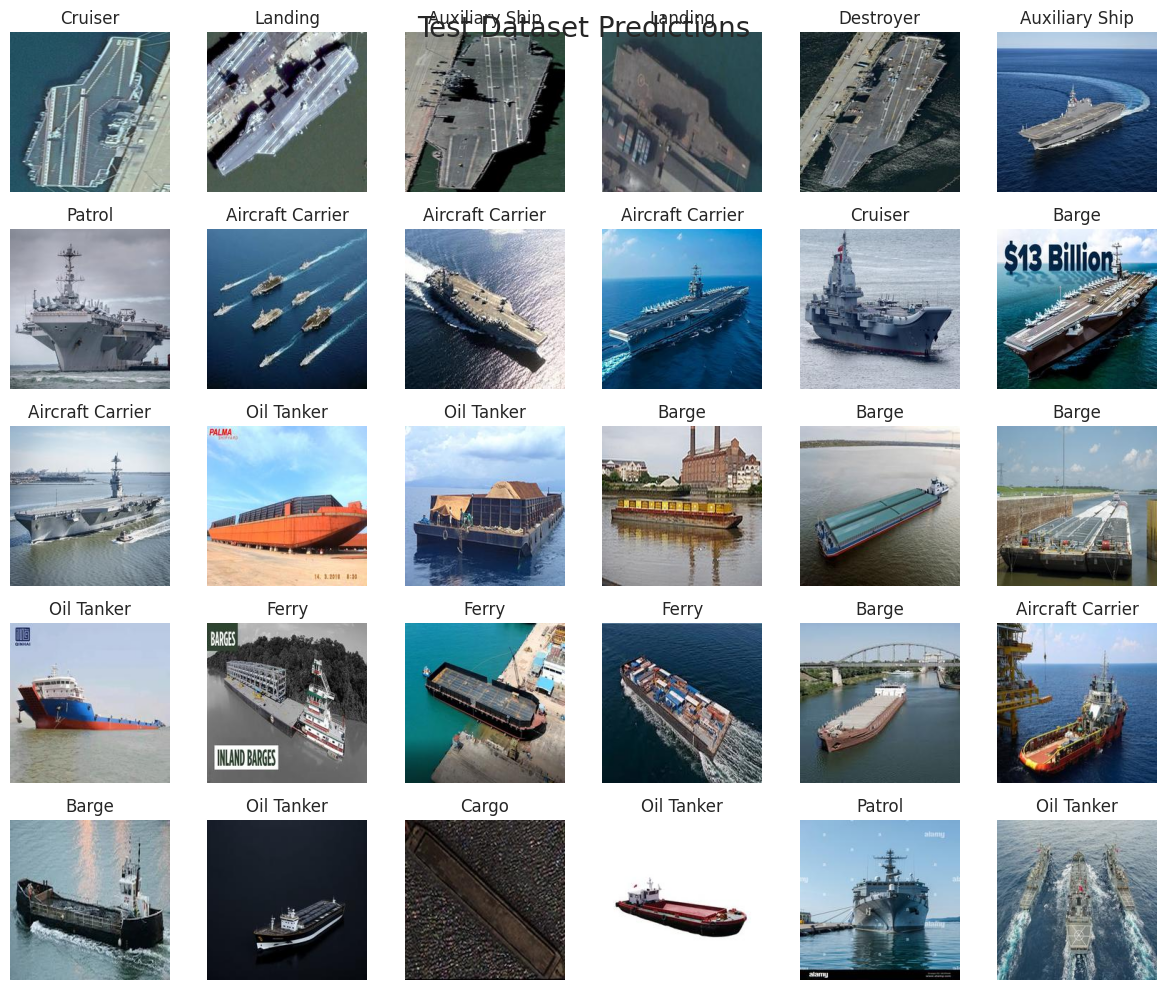 Test Dataset Predictions
Cruiser Landing Auxiliary Ship Landing Destroyer Auxiliary Ship
Patrol Aircraft Carrier Aircraft Carrier Aircraft Carrier Cruiser Barge
$13 Billion
Aircraft Carrier Oil Tanker Oil Tanker Barge Barge Barge
PALMA
Oil Tanker Ferry Ferry Ferry Barge Aircraft Carrier
BARGES
INLAND BARGES
Barge Oil Tanker Cargo Oil Tanker Patrol Oil Tanker
alamy
alamy